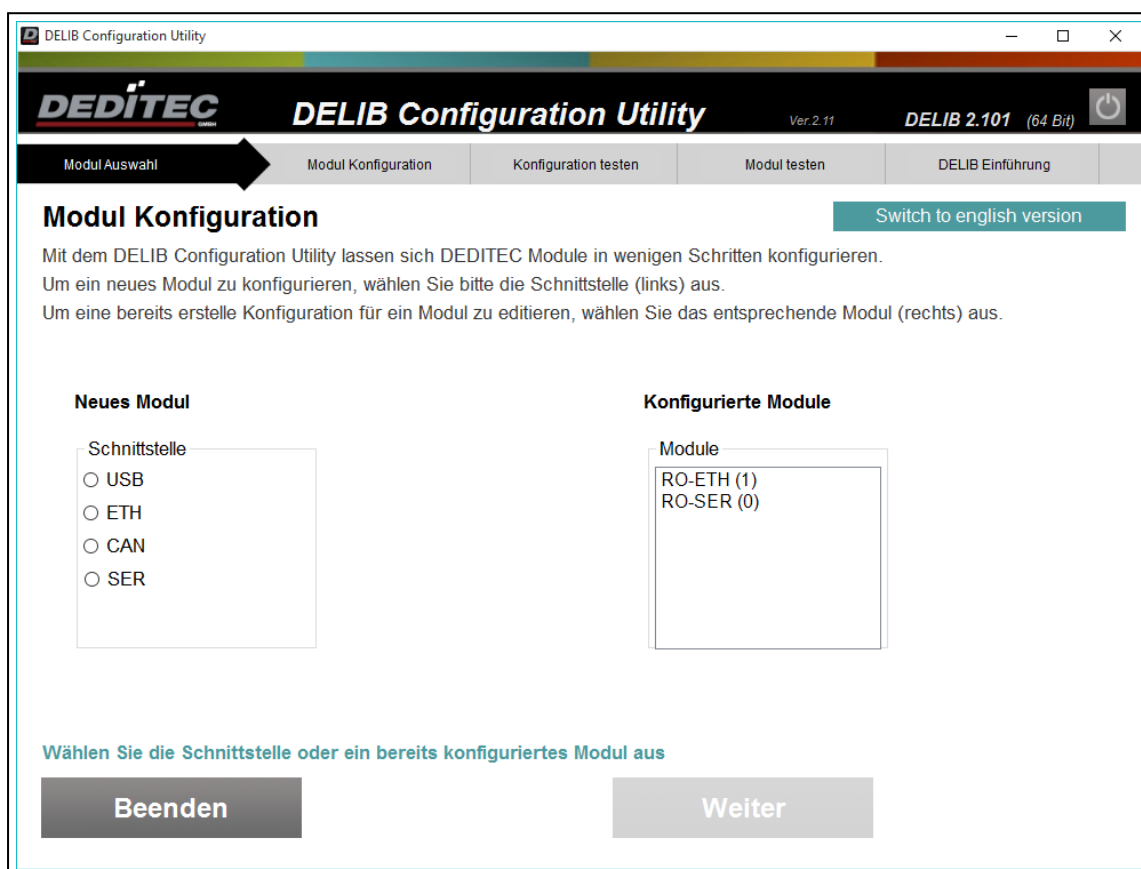 DELIB Configuration Utility
DEDITEC
GMBH
DELIB Configuration Utility
Ver.2.11
DELIB 2.101 (64 Bit)
Modul Auswahl
Modul Konfiguration
Konfiguration testen
Modul testen
DELIB Einführung
Modul Konfiguration
Switch to english version
Mit dem DELIB Configuration Utility lassen sich DEDITEC Module in wenigen Schritten konfigurieren.
Um ein neues Modul zu konfigurieren, wählen Sie bitte die Schnittstelle (links) aus.
Um eine bereits erstelle Konfiguration für ein Modul zu editieren, wählen Sie das entsprechende Modul (rechts) aus.
Neues Modul
Schnittstelle
USB
ETH
CAN
SER
Konfigurierte Module
Module
RO-ETH (1)
RO-SER (0)
Wählen Sie die Schnittstelle oder ein bereits konfiguriertes Modul aus
Beenden
Weiter